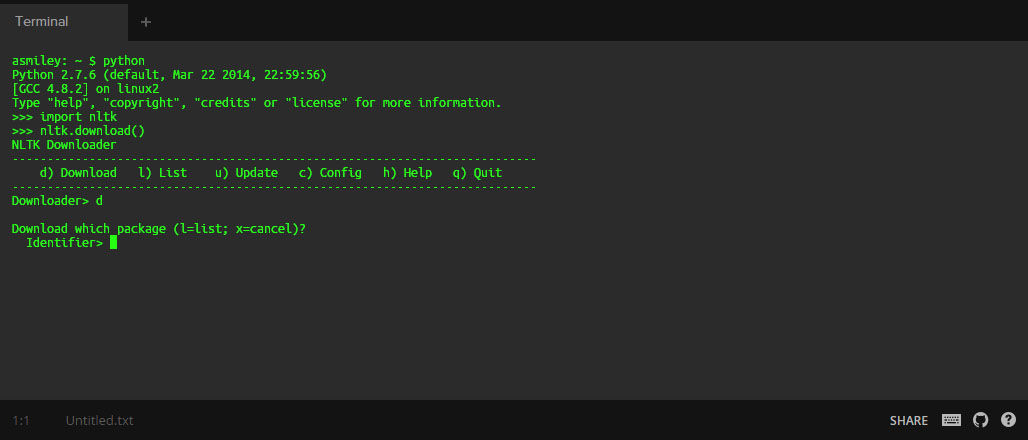 Terminal +
asmiley: ~ $ python
Python 2.7.6 (default, Mar 22 2014, 22:59:56)
[GCC 4.8.2] on linux2
Type "help", "copyright", "credits" or "license" for more information.
>>> import nltk
>>> nltk.download()
NLTK Downloader
---------------------------------------------------------------------------
    d) Download   l) List    u) Update   c) Config   h) Help   q) Quit
---------------------------------------------------------------------------
Downloader> d

Download which package (l=list; x=cancel)?
  Identifier>
1:1 Untitled.txt SHARE ?